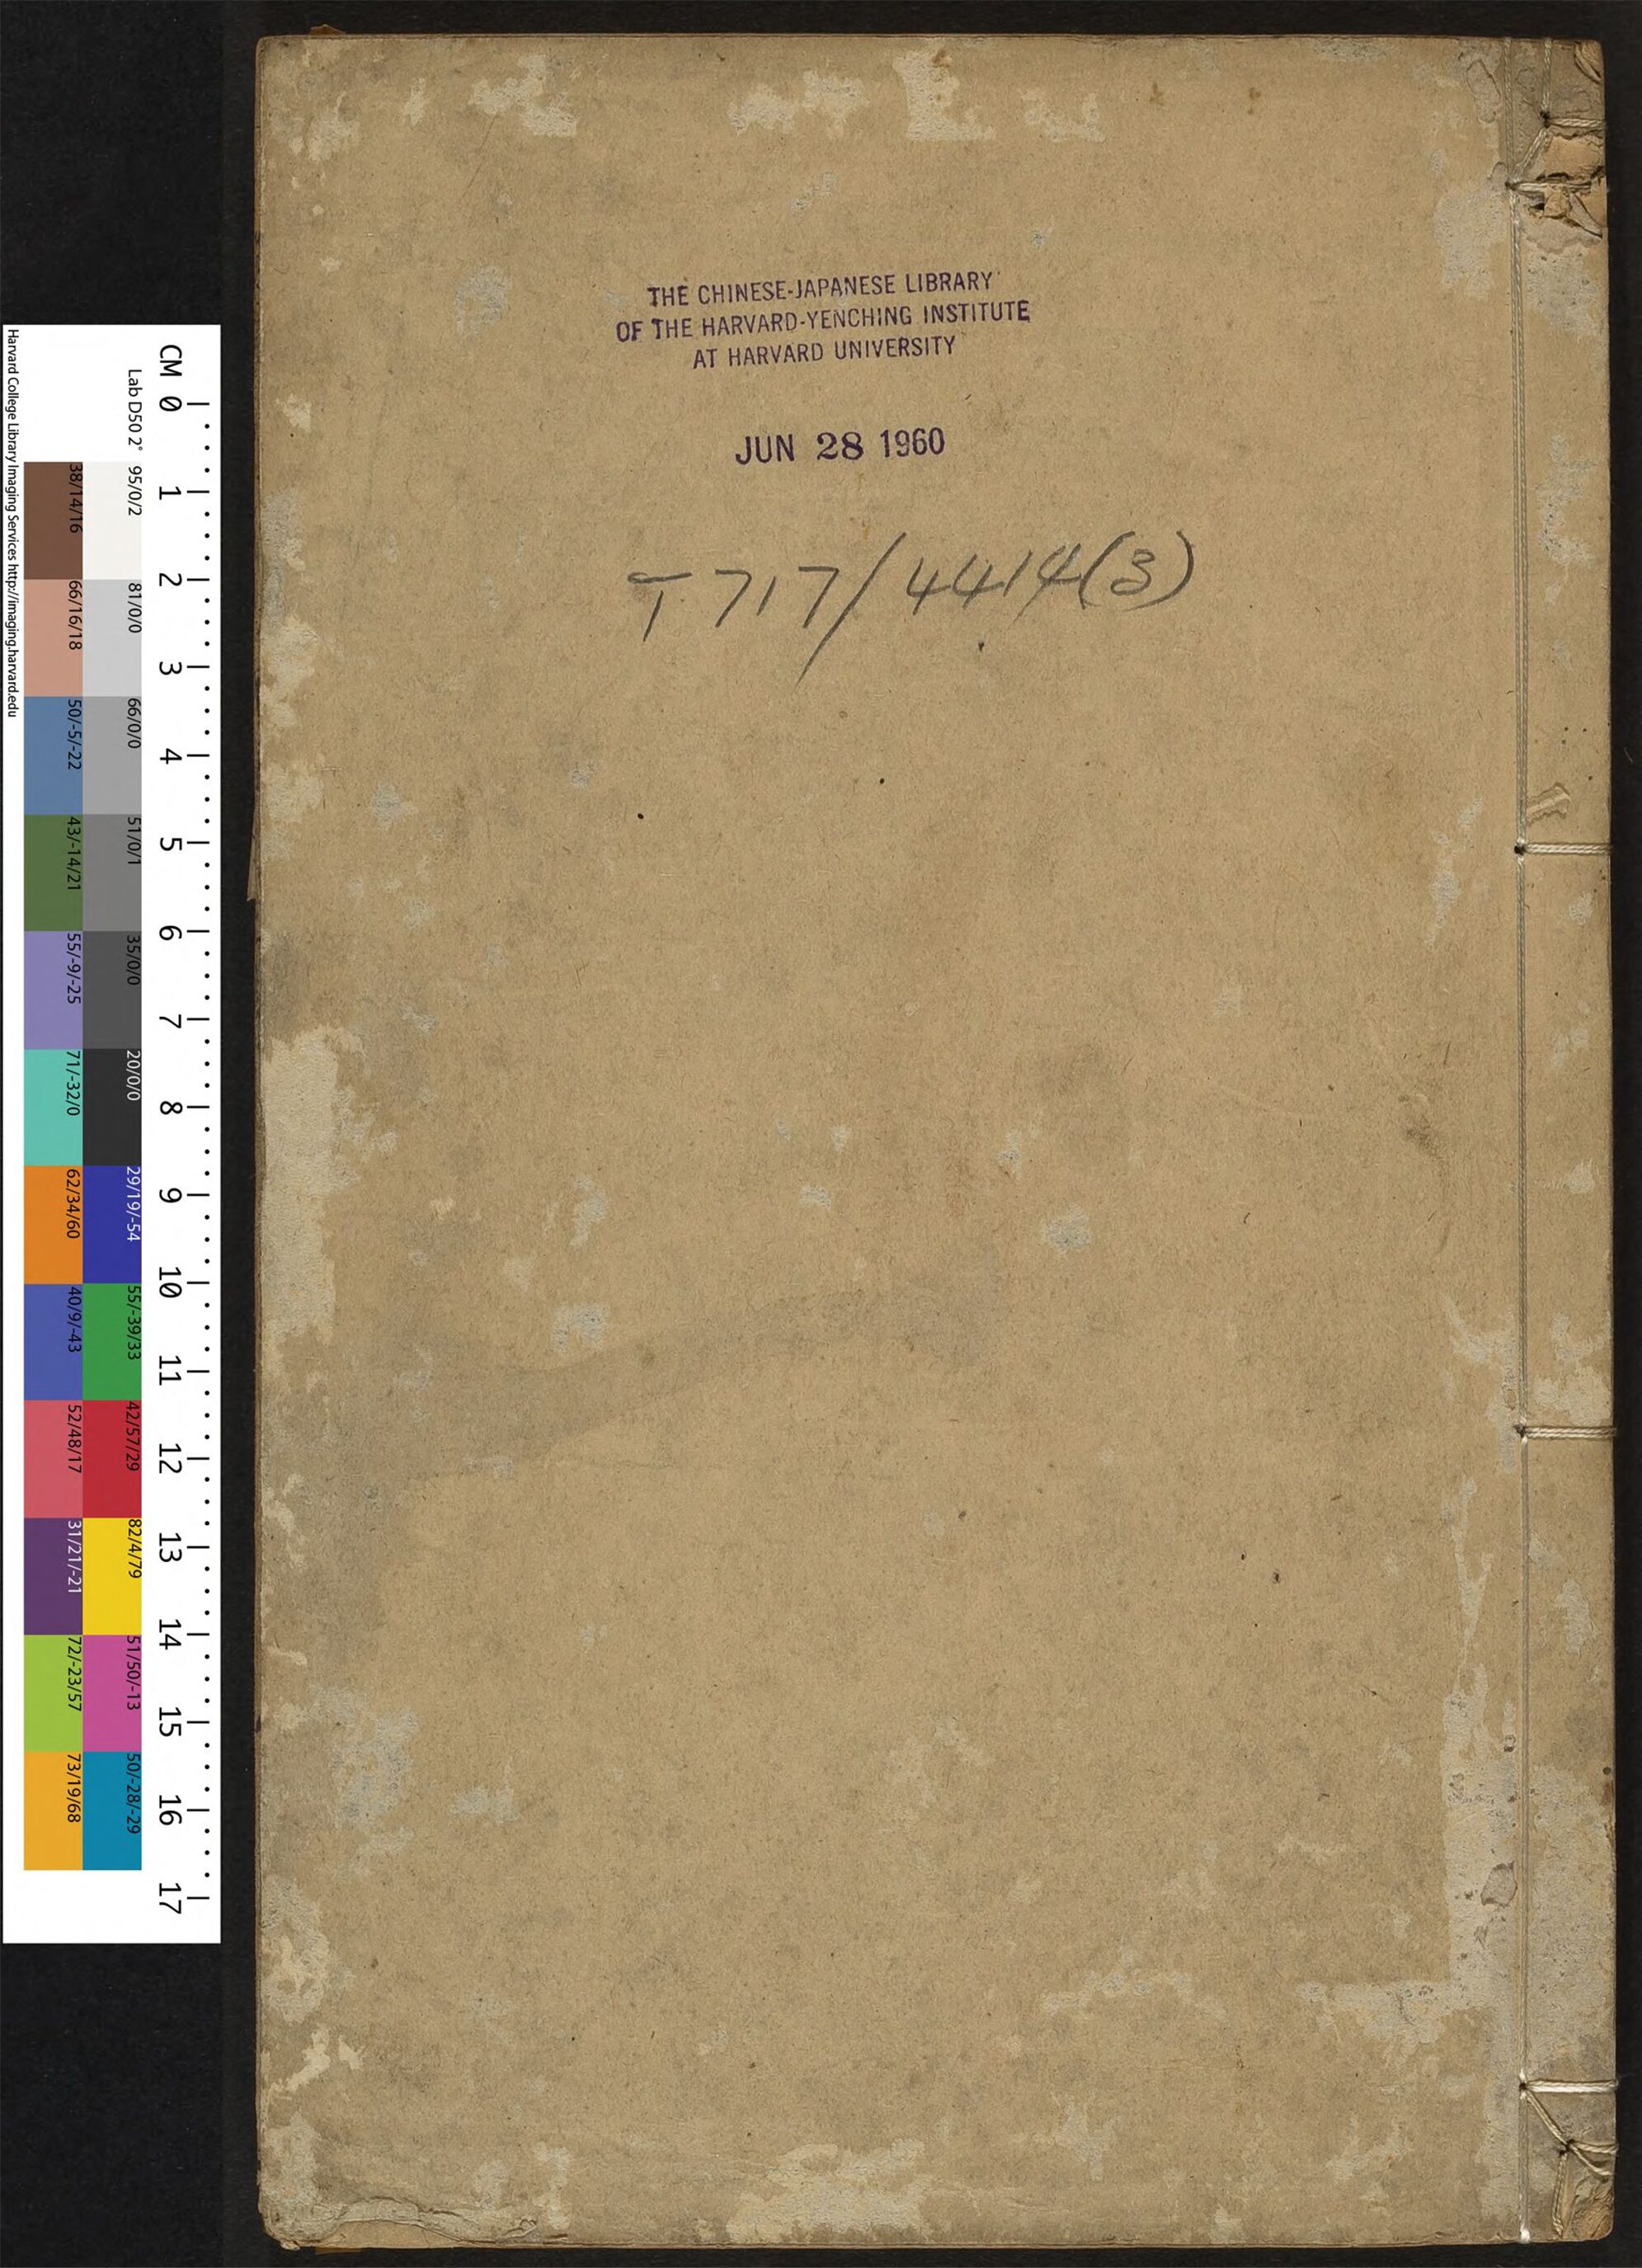 THE CHINESE-JAPANESE LIBRARY
OF THE HARVARD-YENCHING INSTITUTE
AT HARVARD UNIVERSITY
JUN 28 1960
T 717/4414(3)
CM 0 1 2 3 4 5 6 7 8 9 10 11 12 13 14 15 16 17
Lab D50 2° 95/0/2 81/0/0 66/0/0 51/0/1 35/0/0 20/0/0 29/19/-54 55/-39/33 42/57/29 82/4/79 51/50/-13 50/-28/-29
38/14/16 66/16/18 50/-5/-22 43/-14/21 55/-9/-25 71/-32/0 62/34/60 40/9/-43 52/48/17 31/21/-21 72/-23/57 73/19/68
Harvard College Library Imaging Services http://imaging.harvard.edu